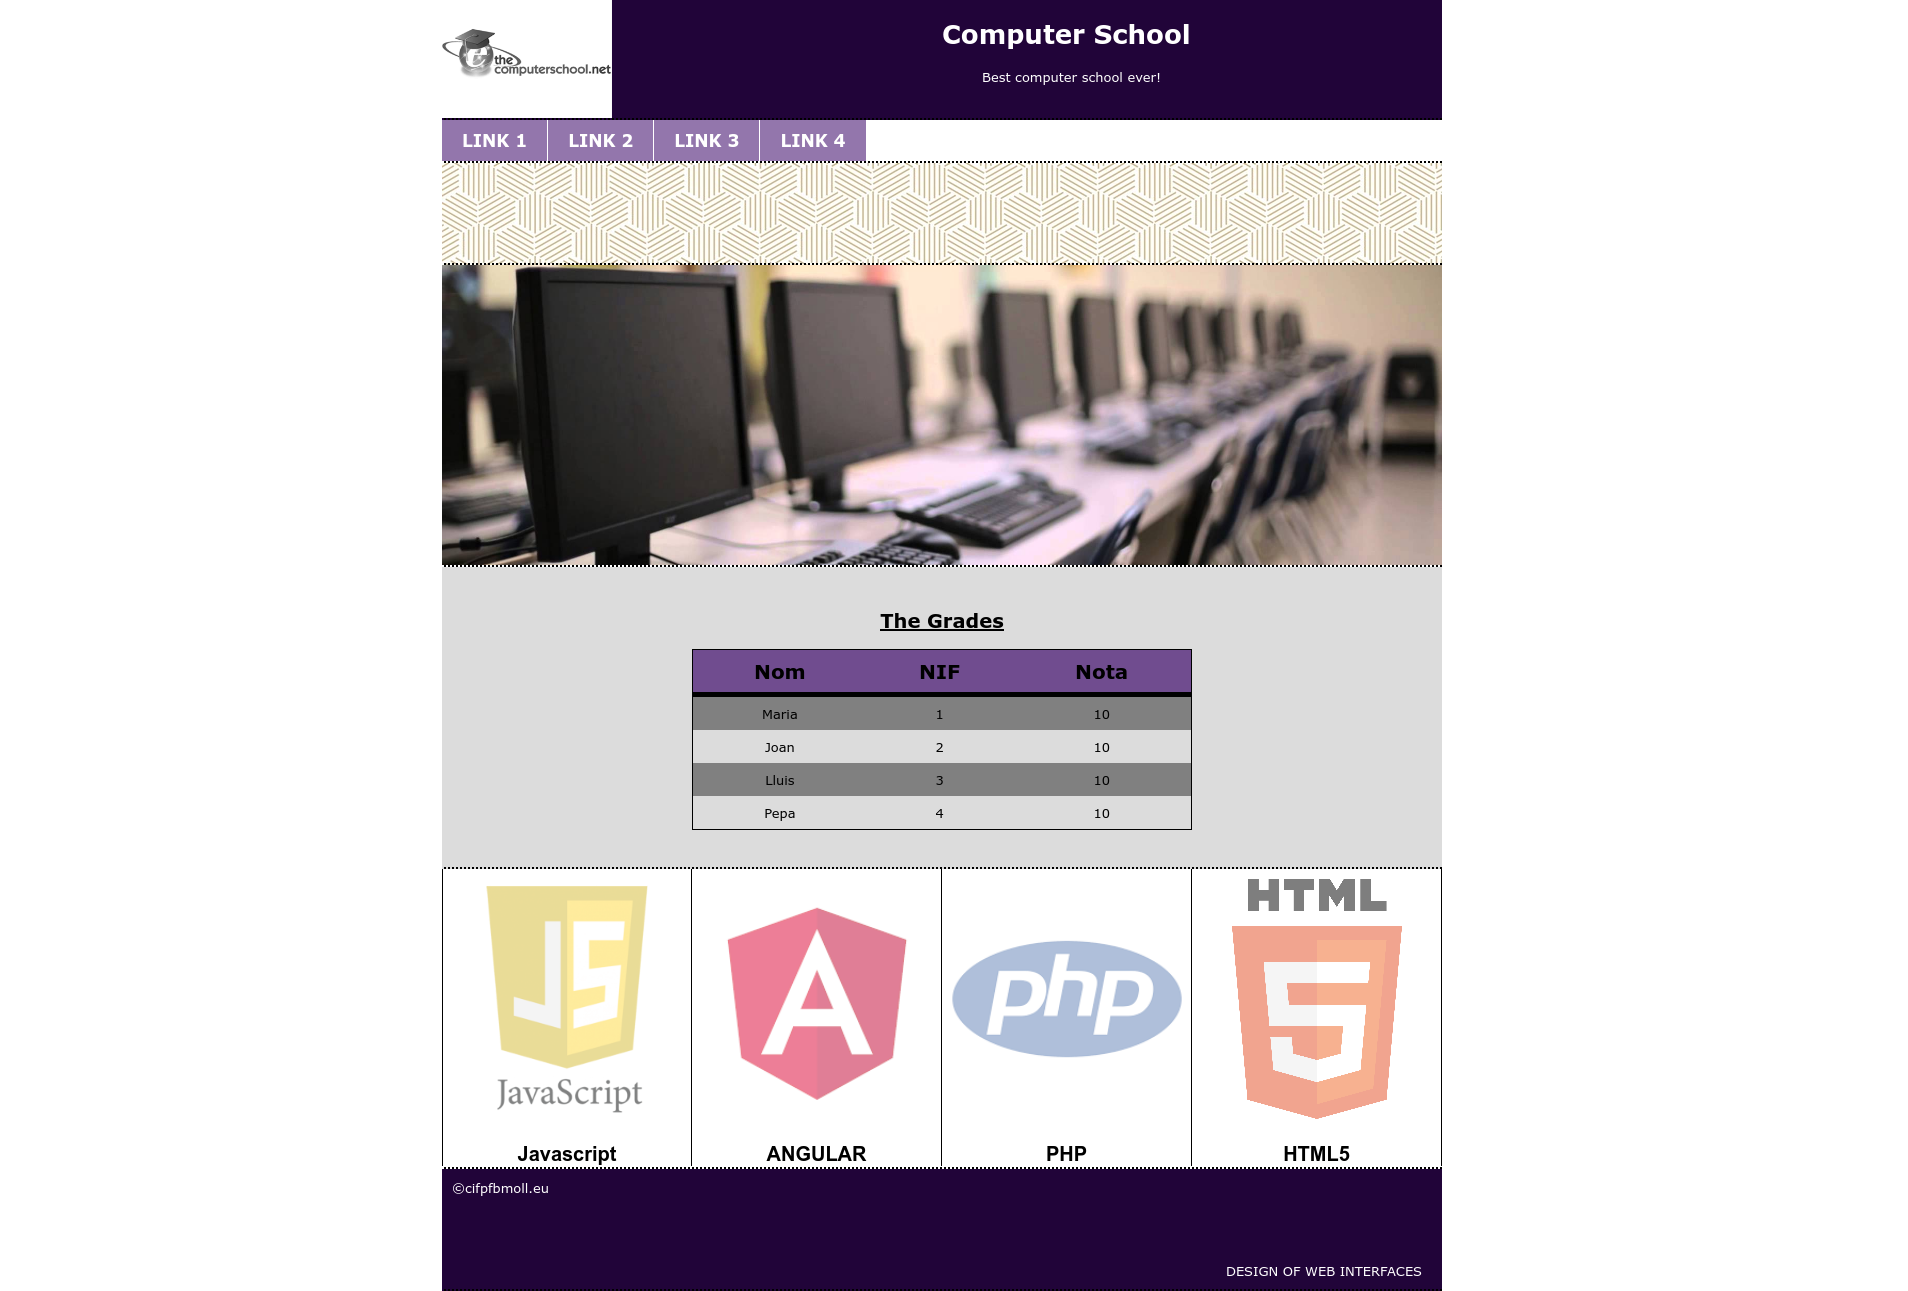 the
computerschool.net
Computer School
Best computer school ever!
LINK 1 LINK 2 LINK 3 LINK 4
The Grades
Nom NIF Nota
Maria 1 10
Joan 2 10
Lluis 3 10
Pepa 4 10
JS
JavaScript
A
php
HTML
5
Javascript ANGULAR PHP HTML5
©cifpfbmoll.eu
DESIGN OF WEB INTERFACES